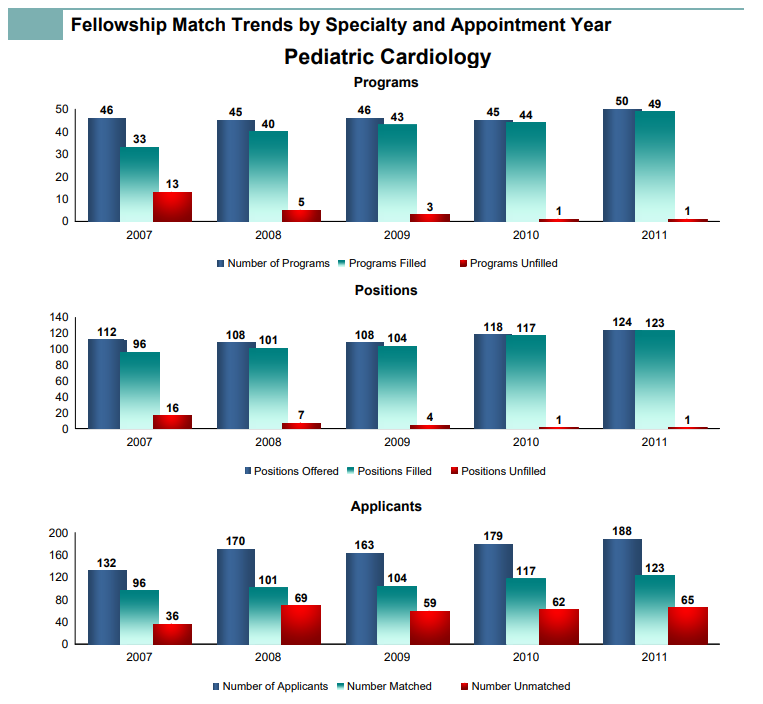 Fellowship Match Trends by Specialty and Appointment Year
Pediatric Cardiology
Programs
50
40
30
20
10
0
46 33 13
45 40 5
46 43 3
45 44 1
50 49 1
2007 2008 2009 2010 2011
Number of Programs Programs Filled Programs Unfilled
Positions
140
120
100
80
60
40
20
0
112 96 16
108 101 7
108 104 4
118 117 1
124 123 1
2007 2008 2009 2010 2011
Positions Offered Positions Filled Positions Unfilled
Applicants
200
160
120
80
40
0
132 96 36
170 101 69
163 104 59
179 117 62
188 123 65
2007 2008 2009 2010 2011
Number of Applicants Number Matched Number Unmatched